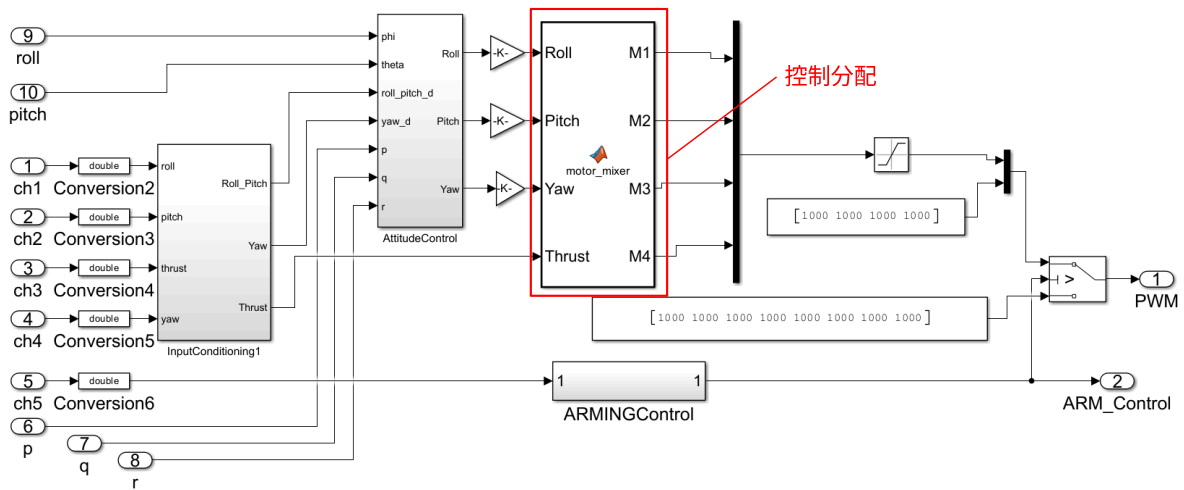 9
roll
10
pitch
1
ch1
double
Conversion2
2
ch2
double
Conversion3
3
ch3
double
Conversion4
4
ch4
double
Conversion5
5
ch5
double
Conversion6
6
p
7
q
8
r
roll
pitch
thrust
yaw
Roll_Pitch
Yaw
Thrust
InputConditioning1
phi
theta
roll_pitch_d
yaw_d
p
q
r
Roll
Pitch
Yaw
AttitudeControl
-K-
-K-
-K-
Roll
Pitch
Yaw
Thrust
motor_mixer
M1
M2
M3
M4
控制分配
[1000 1000 1000 1000]
[1000 1000 1000 1000 1000 1000 1000 1000]
1
1
ARMINGControl
>
1
PWM
2
ARM_Control